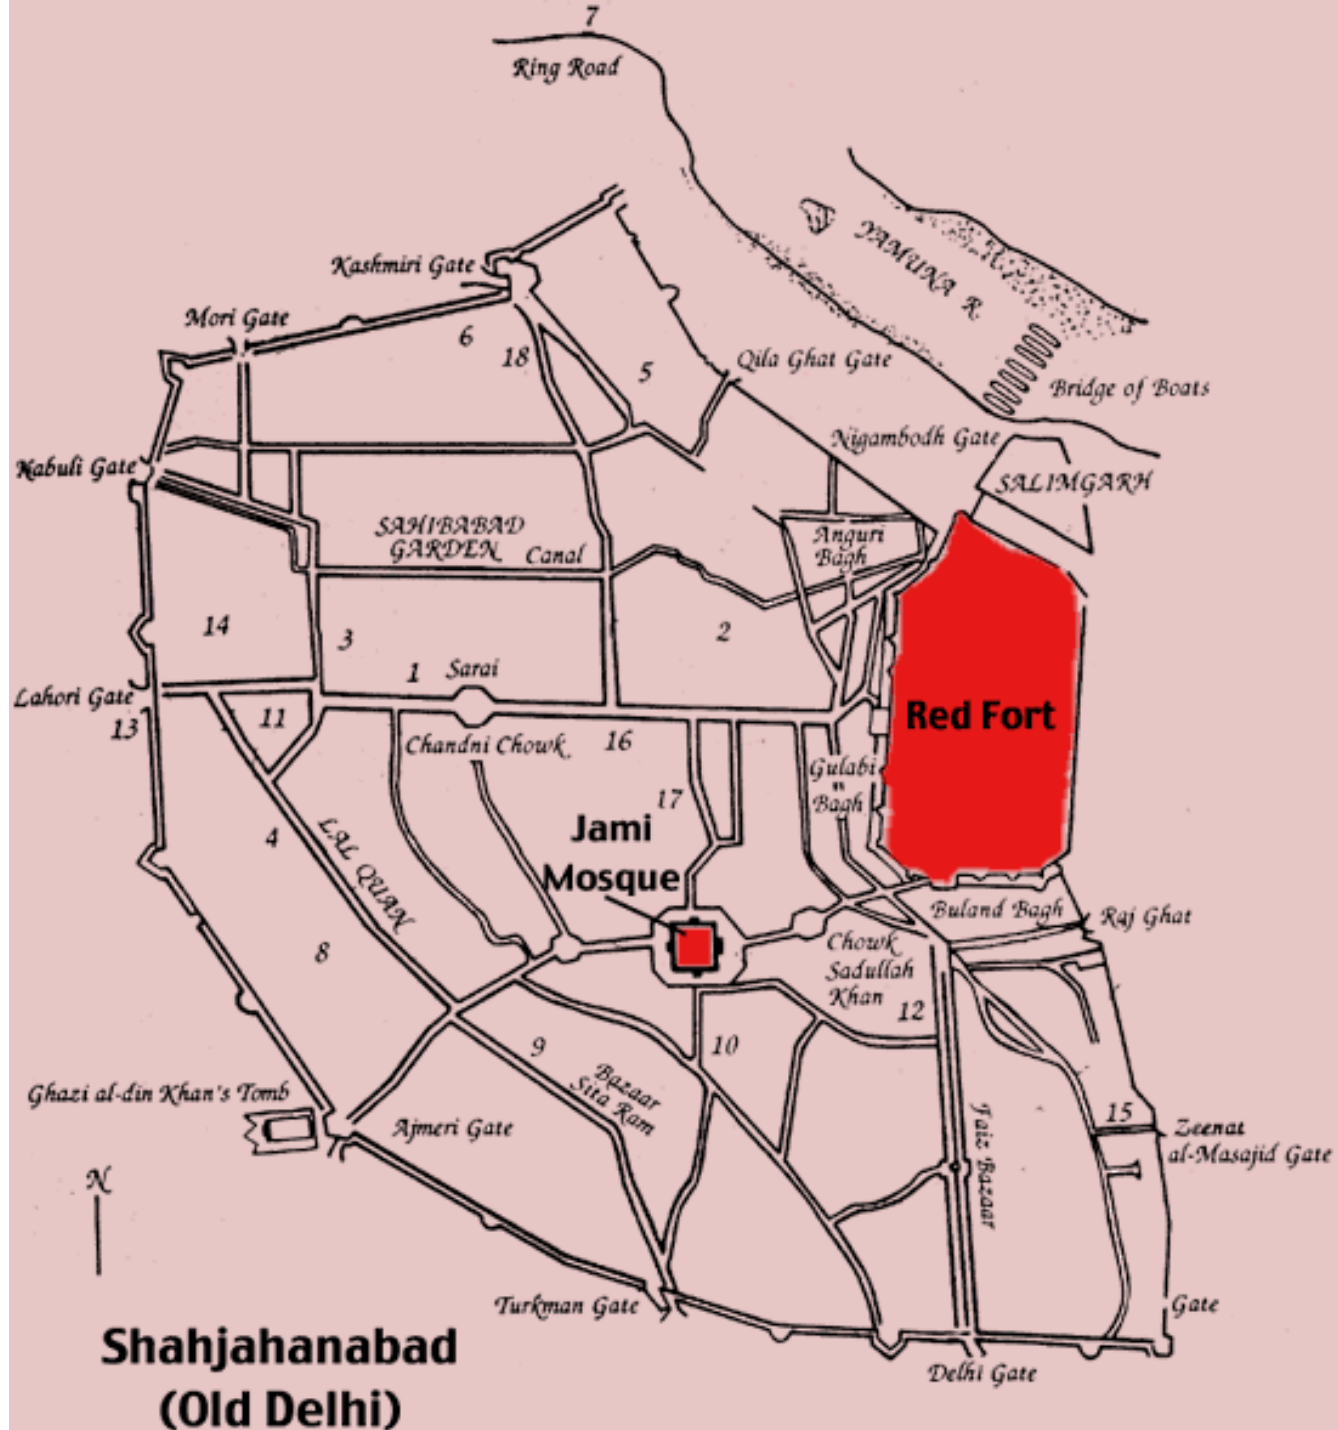 7
Ring Road
YAMUNA R.
Kashmiri Gate
Mori Gate
6
18
5
Qila Ghat Gate
Bridge of Boats
Nigambodh Gate
Kabuli Gate
SALIMGARH
SAHIBABAD
GARDEN
Canal
Anguri
Bagh
14
3
2
1
Sarai
Lahori Gate
13
11
Chandni Chowk
16
Red Fort
Gulabi
Bagh
17
4
LAL QUAN
Jami
Mosque
8
Buland Bagh
Raj Ghat
Chowk
Sadullah
Khan
12
9
10
Bazaar
Sita Ram
Ghazi al-din Khan's Tomb
Ajmeri Gate
Faiz Bazaar
15
Zeenat
al-Masajid Gate
N
Turkman Gate
Gate
Delhi Gate
Shahjahanabad
(Old Delhi)